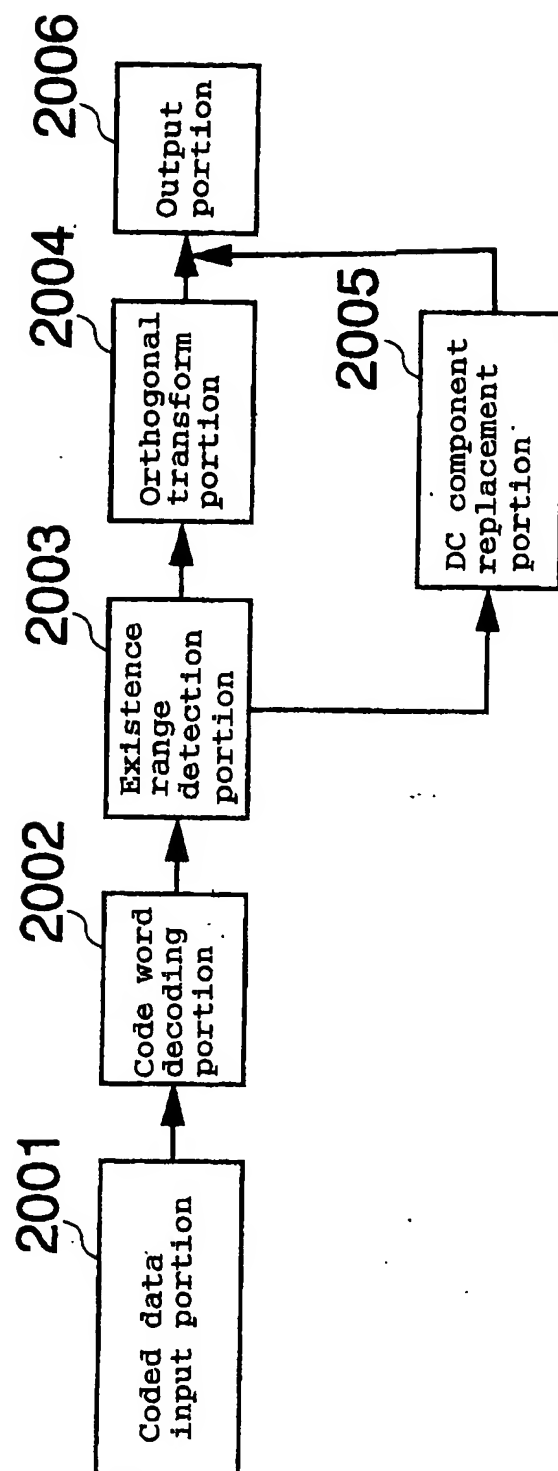 2001
Coded data
input portion
2002
Code word
decoding
portion
2003
Existence
range
detection
portion
2004
Orthogonal
transform
portion
2005
DC component
replacement
portion
2006
Output
portion